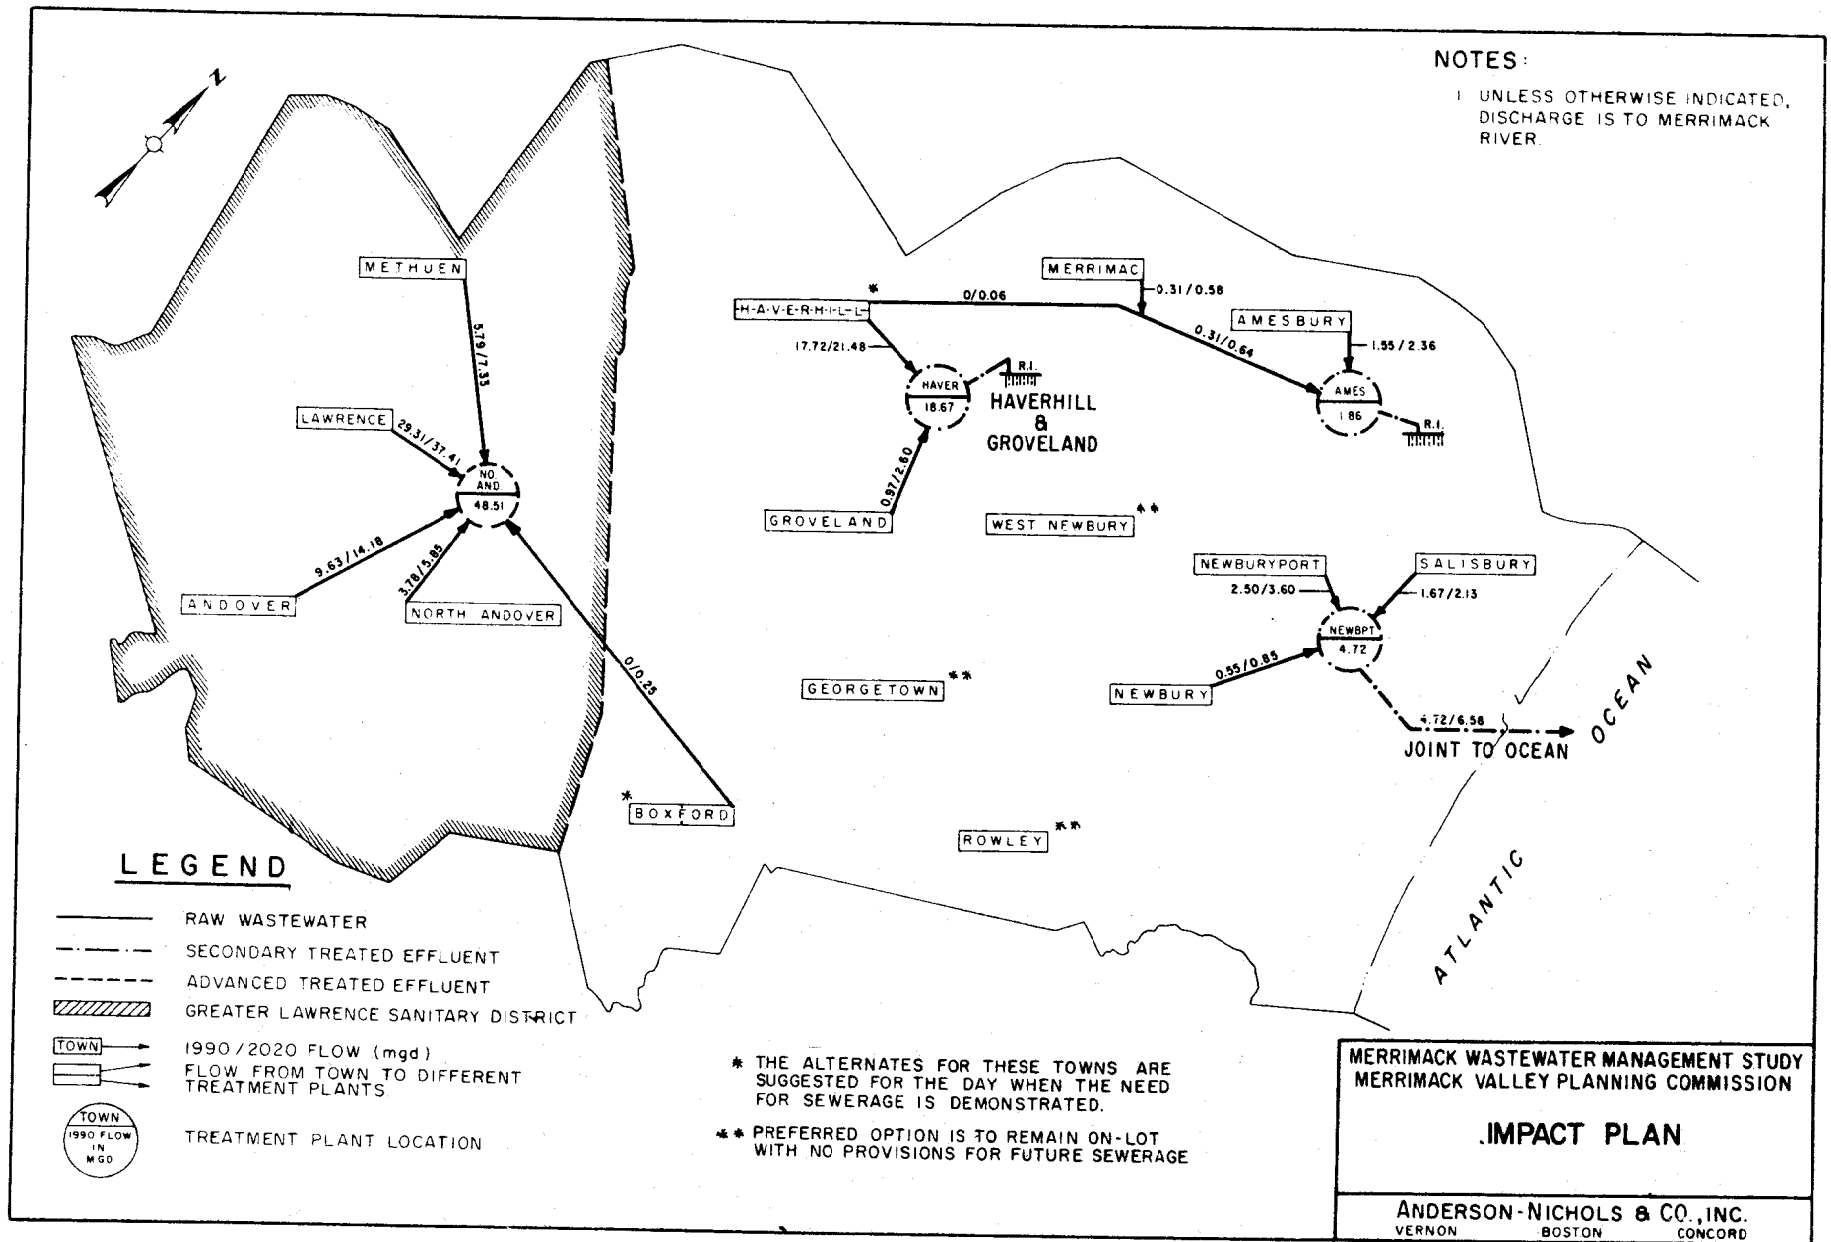 NOTES:
1 UNLESS OTHERWISE INDICATED,
DISCHARGE IS TO MERRIMACK
RIVER.
N
METHUEN
5.79/7.33
LAWRENCE
29.31/37.41
NO.
AND
48.51
ANDOVER
9.63/14.18
NORTH ANDOVER
3.78/5.85
0/0.25
* BOXFORD
HAVERHILL *
0/0.06
17.72/21.48
HAVER
18.67
R.I.
HAVERHILL
&
GROVELAND
GROVELAND
0.97/2.60
MERRIMAC
0.31/0.58
0.31/0.64
AMESBURY
1.55/2.36
AMES
1.86
R.I.
WEST NEWBURY **
NEWBURYPORT
2.50/3.60
SALISBURY
1.67/2.13
NEWBPT
4.72
NEWBURY
0.55/0.85
4.72/6.58
JOINT TO OCEAN
GEORGETOWN **
ROWLEY **
ATLANTIC OCEAN
LEGEND
RAW WASTEWATER
SECONDARY TREATED EFFLUENT
ADVANCED TREATED EFFLUENT
GREATER LAWRENCE SANITARY DISTRICT
TOWN 1990/2020 FLOW (mgd)
FLOW FROM TOWN TO DIFFERENT
TREATMENT PLANTS
TOWN
1990 FLOW
IN
MGD
TREATMENT PLANT LOCATION
* THE ALTERNATES FOR THESE TOWNS ARE
SUGGESTED FOR THE DAY WHEN THE NEED
FOR SEWERAGE IS DEMONSTRATED.
** PREFERRED OPTION IS TO REMAIN ON-LOT
WITH NO PROVISIONS FOR FUTURE SEWERAGE
MERRIMACK WASTEWATER MANAGEMENT STUDY
MERRIMACK VALLEY PLANNING COMMISSION
IMPACT PLAN
ANDERSON-NICHOLS & CO., INC.
VERNON BOSTON CONCORD